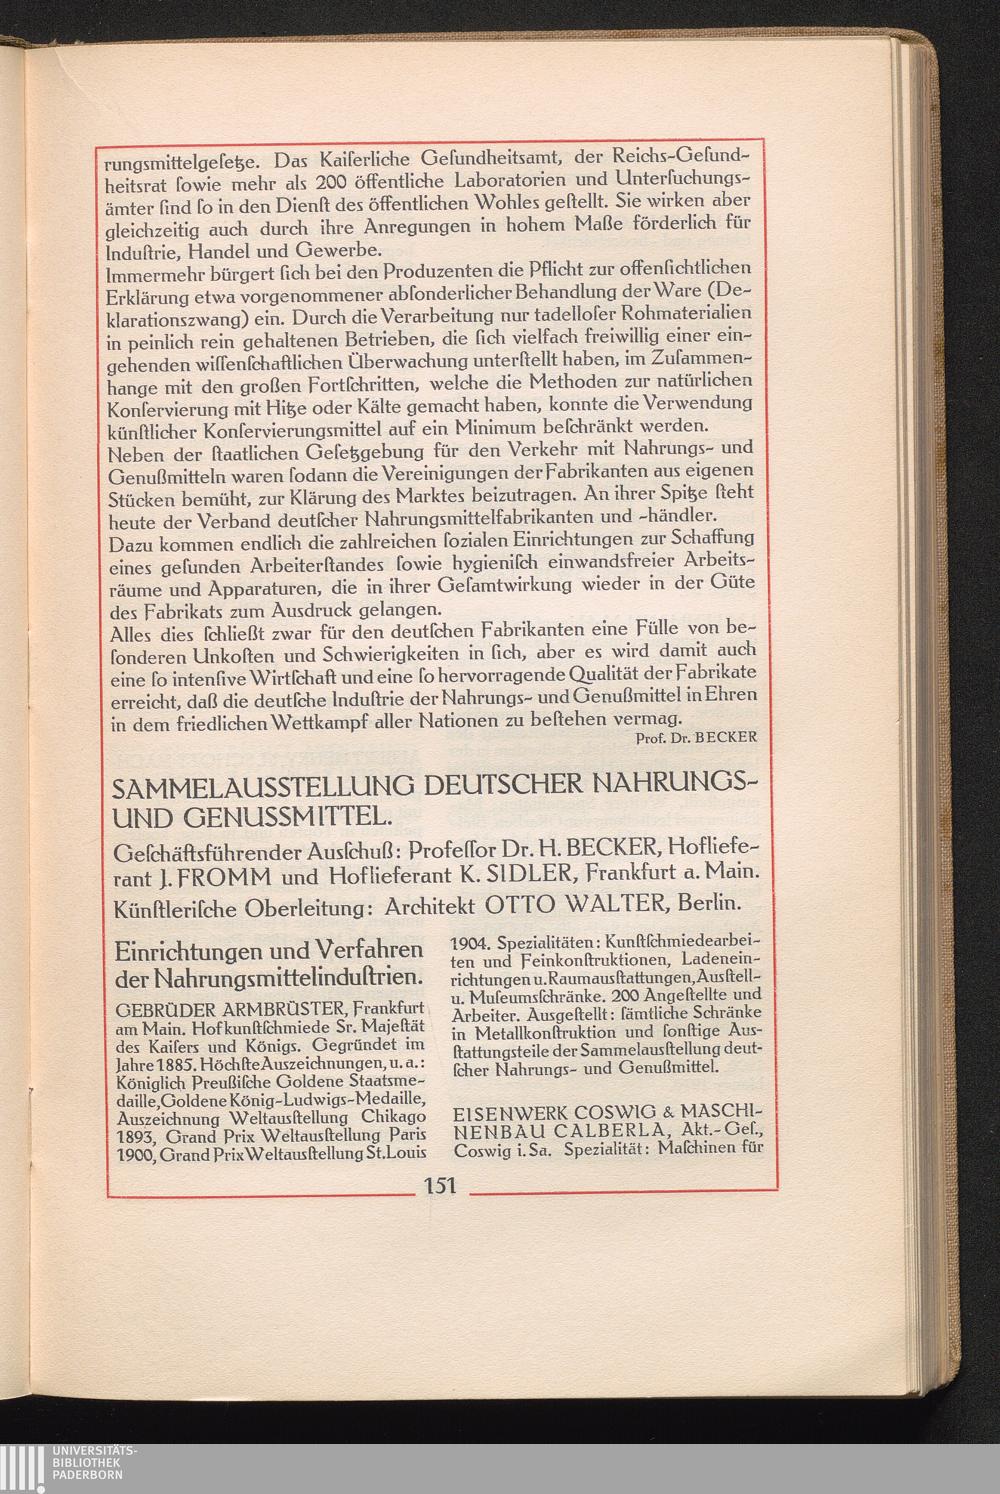 rungsmittelgeſetze. Das Kaiſerliche Geſundheitsamt, der Reichs-Geſund-
heitsrat ſowie mehr als 200 öffentliche Laboratorien und Unterſuchungs-
ämter ſind ſo in den Dienſt des öffentlichen Wohles geſtellt. Sie wirken aber
gleichzeitig auch durch ihre Anregungen in hohem Maße förderlich für
Induſtrie, Handel und Gewerbe.
Immermehr bürgert ſich bei den Produzenten die Pflicht zur offenſichtlichen
Erklärung etwa vorgenommener abſonderlicher Behandlung der Ware (De-
klarationszwang) ein. Durch die Verarbeitung nur tadelloſer Rohmaterialien
in peinlich rein gehaltenen Betrieben, die ſich vielfach freiwillig einer ein-
gehenden wiſſenſchaftlichen Überwachung unterſtellt haben, im Zuſammen-
hange mit den großen Fortſchritten, welche die Methoden zur natürlichen
Konſervierung mit Hitze oder Kälte gemacht haben, konnte die Verwendung
künſtlicher Konſervierungsmittel auf ein Minimum beſchränkt werden.
Neben der ſtaatlichen Geſetzgebung für den Verkehr mit Nahrungs- und
Genußmitteln waren ſodann die Vereinigungen der Fabrikanten aus eigenen
Stücken bemüht, zur Klärung des Marktes beizutragen. An ihrer Spitze ſteht
heute der Verband deutſcher Nahrungsmittelfabrikanten und -händler.
Dazu kommen endlich die zahlreichen ſozialen Einrichtungen zur Schaffung
eines geſunden Arbeiterſtandes ſowie hygieniſch einwandsfreier Arbeits-
räume und Apparaturen, die in ihrer Geſamtwirkung wieder in der Güte
des Fabrikats zum Ausdruck gelangen.
Alles dies ſchließt zwar für den deutſchen Fabrikanten eine Fülle von be-
ſonderen Unkoſten und Schwierigkeiten in ſich, aber es wird damit auch
eine ſo intenſive Wirtſchaft und eine ſo hervorragende Qualität der Fabrikate
erreicht, daß die deutſche Induſtrie der Nahrungs- und Genußmittel in Ehren
in dem friedlichen Wettkampf aller Nationen zu beſtehen vermag.
Prof. Dr. BECKER
SAMMELAUSSTELLUNG DEUTSCHER NAHRUNGS-
UND GENUSSMITTEL.
Geſchäftsführender Ausſchuß: Profeſſor Dr. H. BECKER, Hofliefe-
rant J. FROMM und Hoflieferant K. SIDLER, Frankfurt a. Main.
Künſtleriſche Oberleitung: Architekt OTTO WALTER, Berlin.
Einrichtungen und Verfahren
der Nahrungsmittelinduſtrien.
GEBRÜDER ARMBRÜSTER, Frankfurt
am Main. Hofkunſtſchmiede Sr. Majeſtät
des Kaiſers und Königs. Gegründet im
Jahre 1885. Höchſte Auszeichnungen, u. a.:
Königlich Preußiſche Goldene Staatsme-
daille, Goldene König-Ludwigs-Medaille,
Auszeichnung Weltausſtellung Chikago
1893, Grand Prix Weltausſtellung Paris
1900, Grand Prix Weltausſtellung St. Louis
1904. Spezialitäten: Kunſtſchmiedearbei-
ten und Feinkonſtruktionen, Ladenein-
richtungen u. Raumausſtattungen, Ausſtell-
u. Muſeumsſchränke. 200 Angeſtellte und
Arbeiter. Ausgeſtellt: ſämtliche Schränke
in Metallkonſtruktion und ſonſtige Aus-
ſtattungsteile der Sammelausſtellung deut-
ſcher Nahrungs- und Genußmittel.
EISENWERK COSWIG & MASCHI-
NENBAU CALBERLA, Akt.-Geſ.,
Coswig i. Sa. Spezialität: Maſchinen für
151
UNIVERSITÄTS-
BIBLIOTHEK
PADERBORN